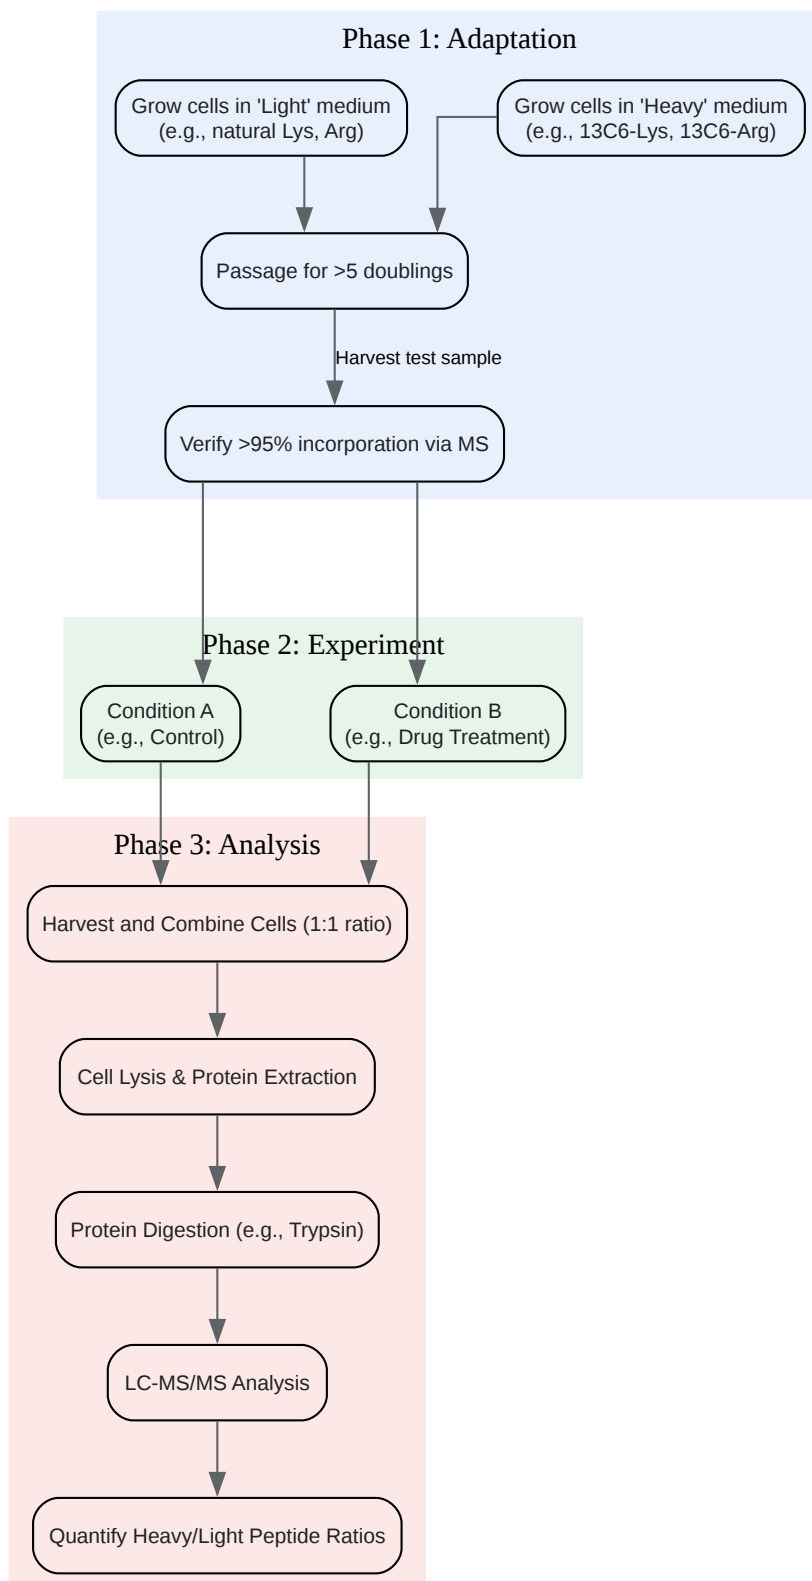 Phase 1: Adaptation
Grow cells in 'Light' medium
(e.g., natural Lys, Arg)
Grow cells in 'Heavy' medium
(e.g., 13C6-Lys, 13C6-Arg)
Passage for >5 doublings
Harvest test sample
Verify >95% incorporation via MS
Phase 2: Experiment
Condition A
(e.g., Control)
Condition B
(e.g., Drug Treatment)
Phase 3: Analysis
Harvest and Combine Cells (1:1 ratio)
Cell Lysis & Protein Extraction
Protein Digestion (e.g., Trypsin)
LC-MS/MS Analysis
Quantify Heavy/Light Peptide Ratios